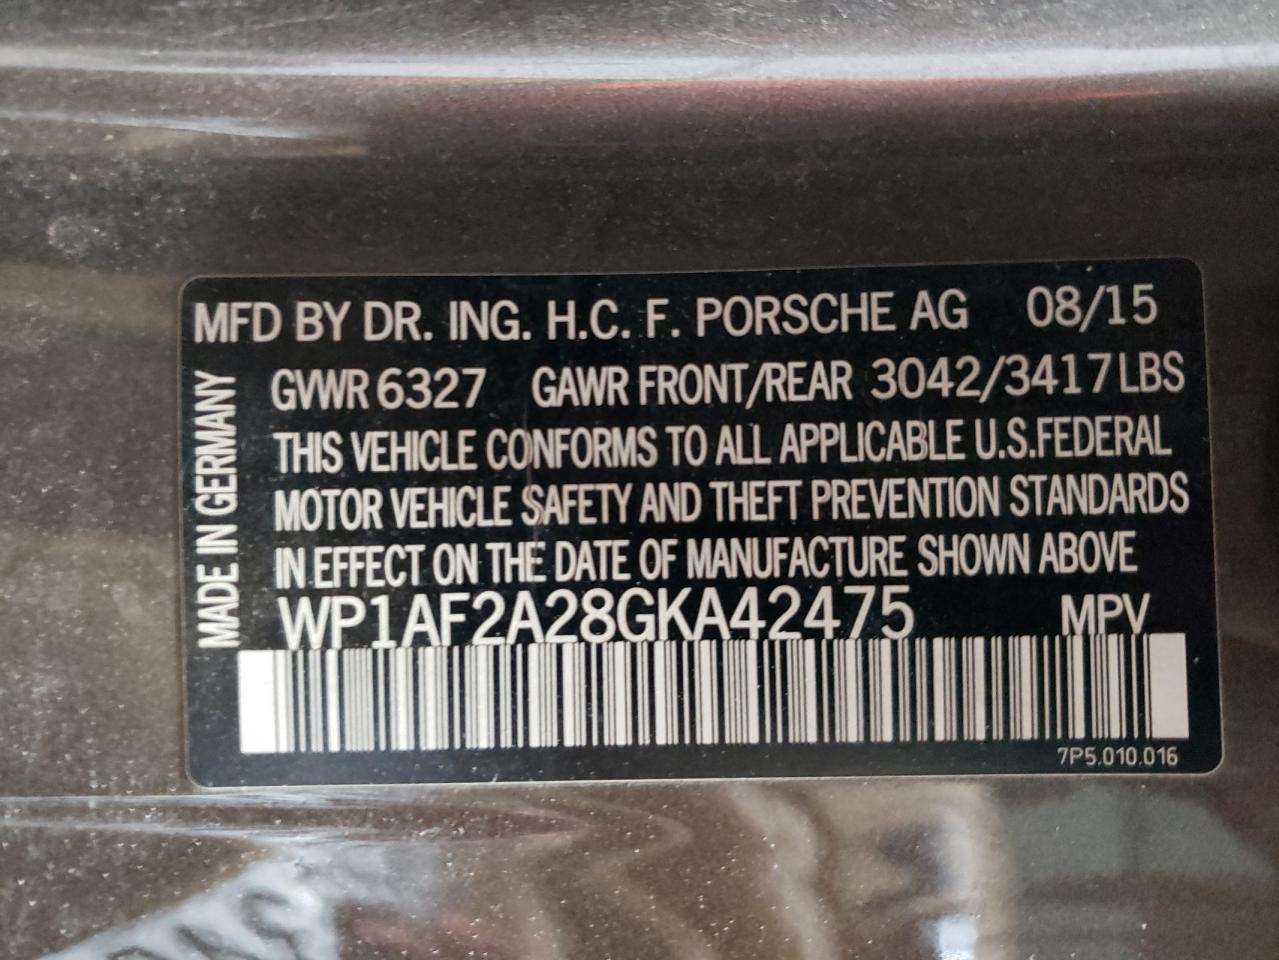 MFD BY DR. ING. H.C. F. PORSCHE AG 08/15
GVWR 6327 GAWR FRONT/REAR 3042/3417LBS
THIS VEHICLE CONFORMS TO ALL APPLICABLE U.S.FEDERAL
MOTOR VEHICLE SAFETY AND THEFT PREVENTION STANDARDS
IN EFFECT ON THE DATE OF MANUFACTURE SHOWN ABOVE
WP1AF2A28GKA42475 MPV
7P5.010.016
MADE IN GERMANY